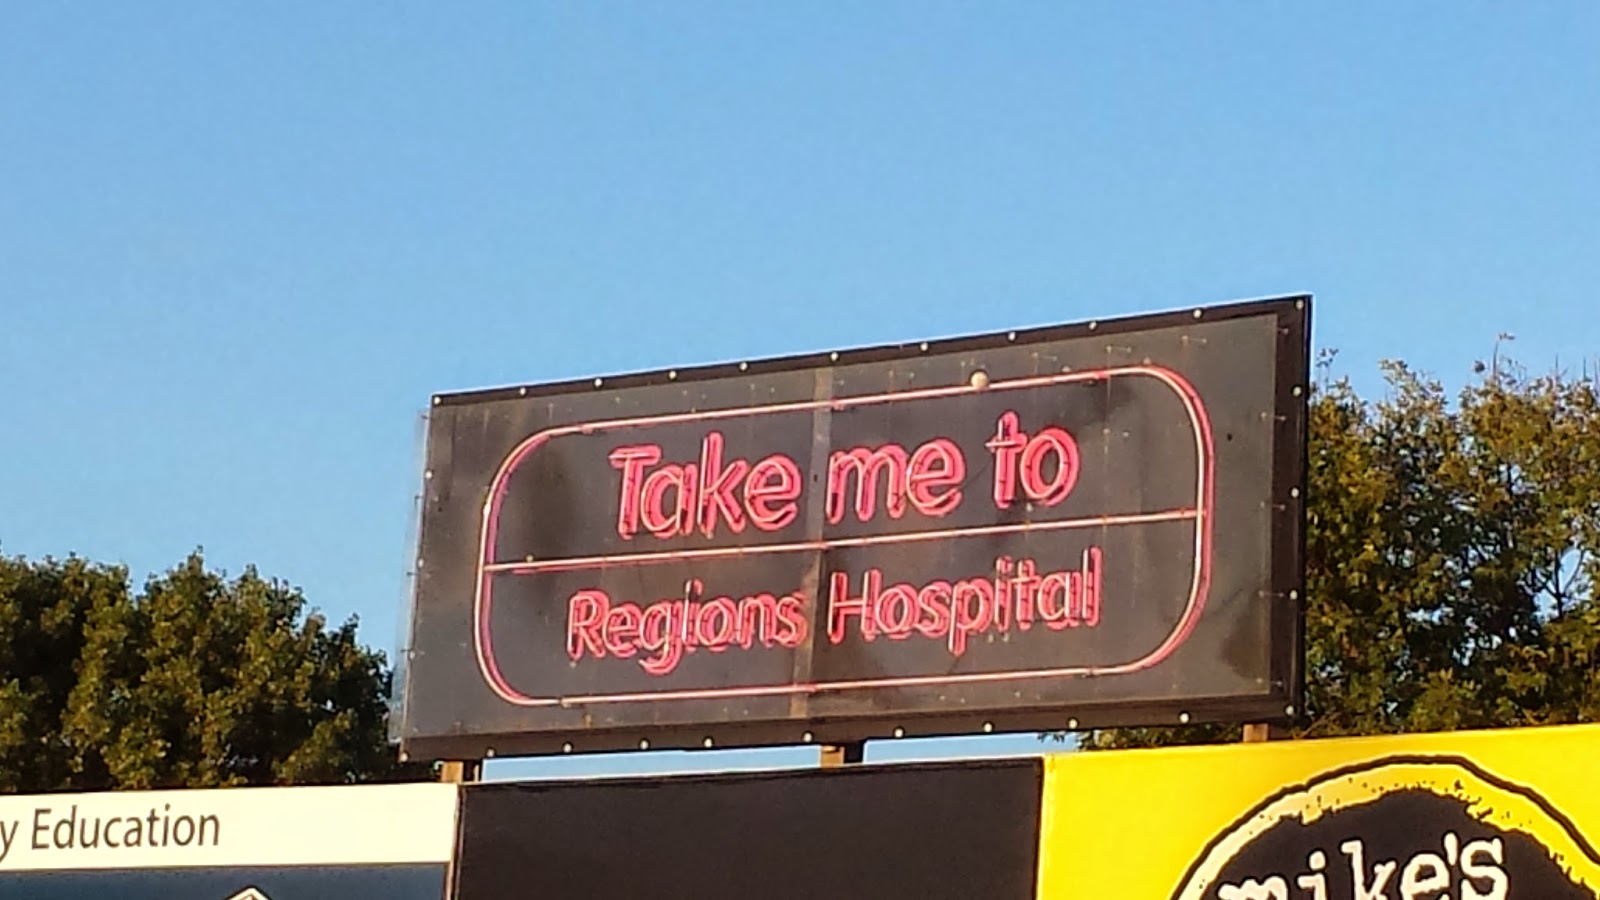 Take me to
Regions Hospital
y Education
mike's